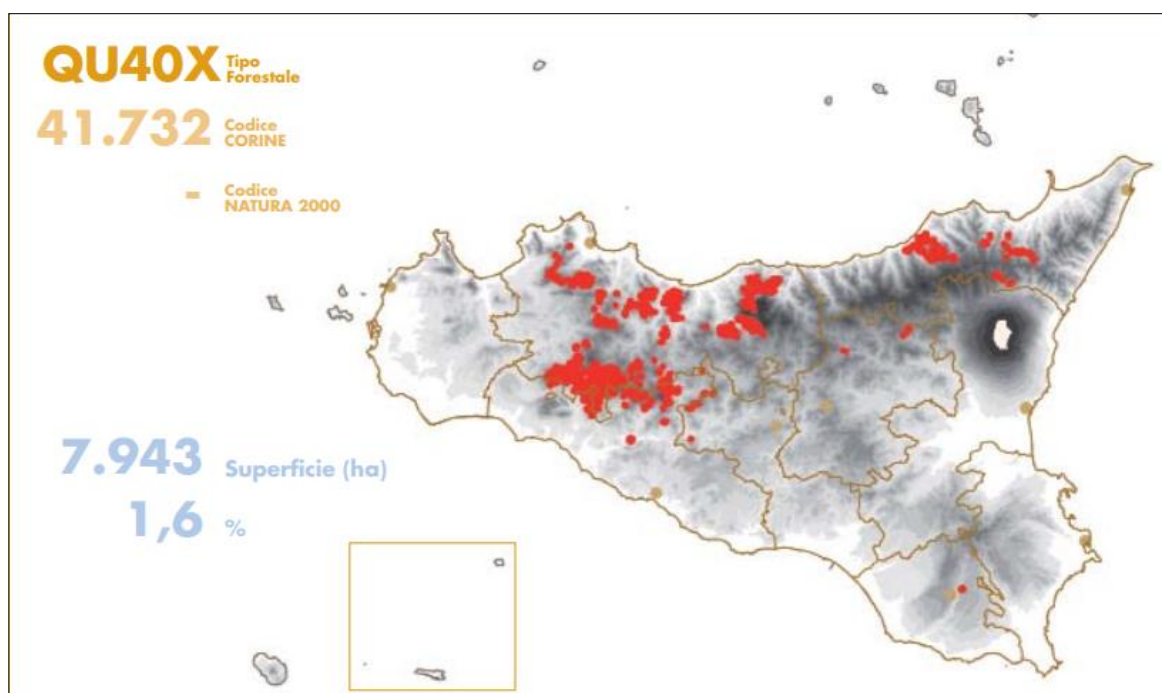 QU40X Tipo
Forestale
41.732 Codice
CORINE
- Codice
NATURA 2000
7.943 Superficie (ha)
1,6 %